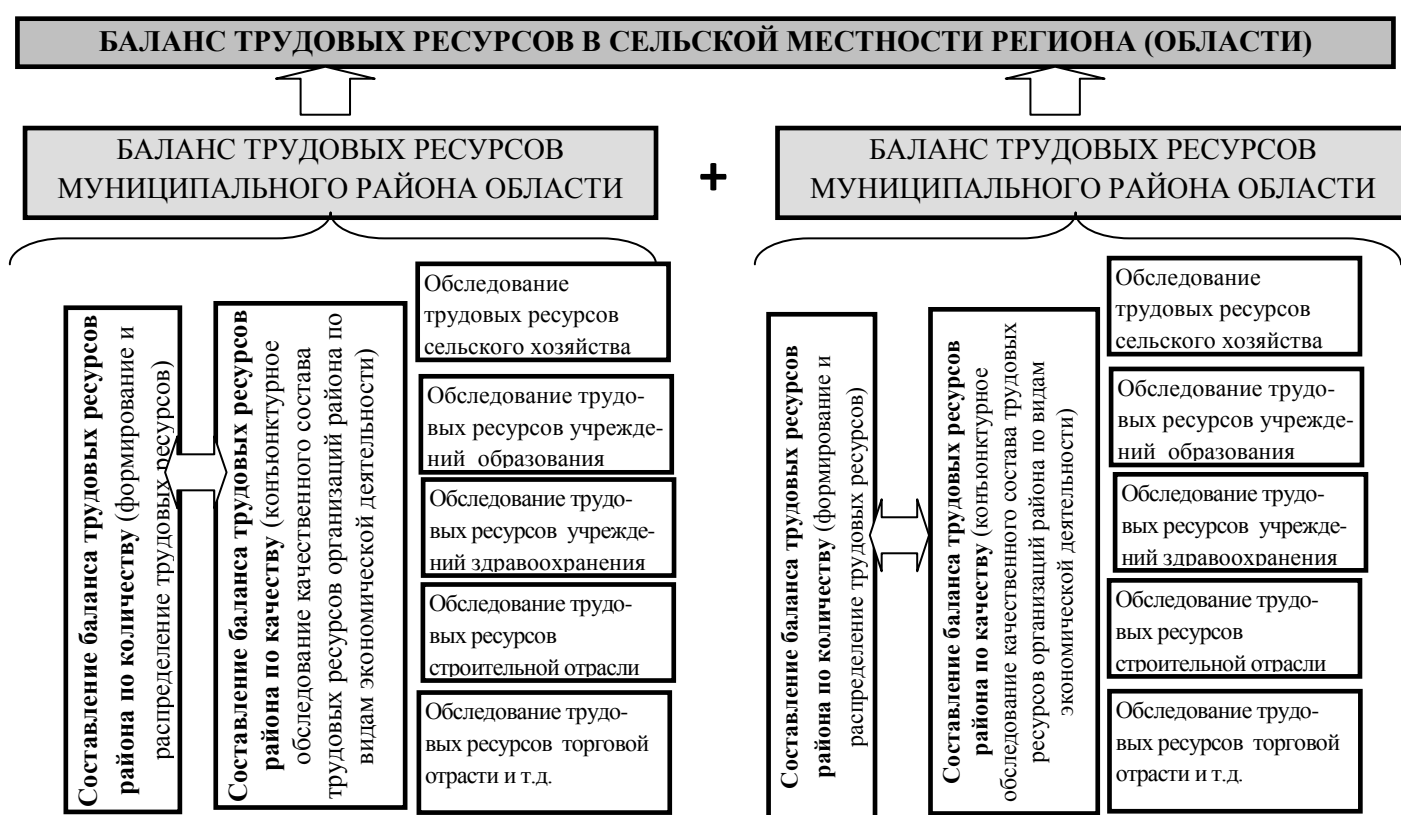 БАЛАНС ТРУДОВЫХ РЕСУРСОВ В СЕЛЬСКОЙ МЕСТНОСТИ РЕГИОНА (ОБЛАСТИ)
БАЛАНС ТРУДОВЫХ РЕСУРСОВ
МУНИЦИПАЛЬНОГО РАЙОНА ОБЛАСТИ
+
БАЛАНС ТРУДОВЫХ РЕСУРСОВ
МУНИЦИПАЛЬНОГО РАЙОНА ОБЛАСТИ
Составление баланса трудовых ресурсов
района по количеству (формирование и
распределение трудовых ресурсов)
Составление баланса трудовых ресурсов
района по качеству (конъюнктурное
обследование качественного состава
трудовых ресурсов организаций района по
видам экономической деятельности)
Обследование
трудовых ресурсов
сельского хозяйства
Обследование трудо-
вых ресурсов учрежде-
ний образования
Обследование трудо-
вых ресурсов учрежде-
ний здравоохранения
Обследование трудо-
вых ресурсов
строительной отрасли
Обследование трудо-
вых ресурсов торговой
отрасти и т.д.
Составление баланса трудовых ресурсов
района по количеству (формирование и
распределение трудовых ресурсов)
Составление баланса трудовых ресурсов
района по качеству (конъюнктурное
обследование качественного состава трудовых
ресурсов организаций района по видам
экономической деятельности)
Обследование
трудовых ресурсов
сельского хозяйства
Обследование трудо-
вых ресурсов учрежде-
ний образования
Обследование трудо-
вых ресурсов учрежде-
ний здравоохранения
Обследование трудо-
вых ресурсов
строительной отрасли
Обследование трудо-
вых ресурсов торговой
отрасти и т.д.